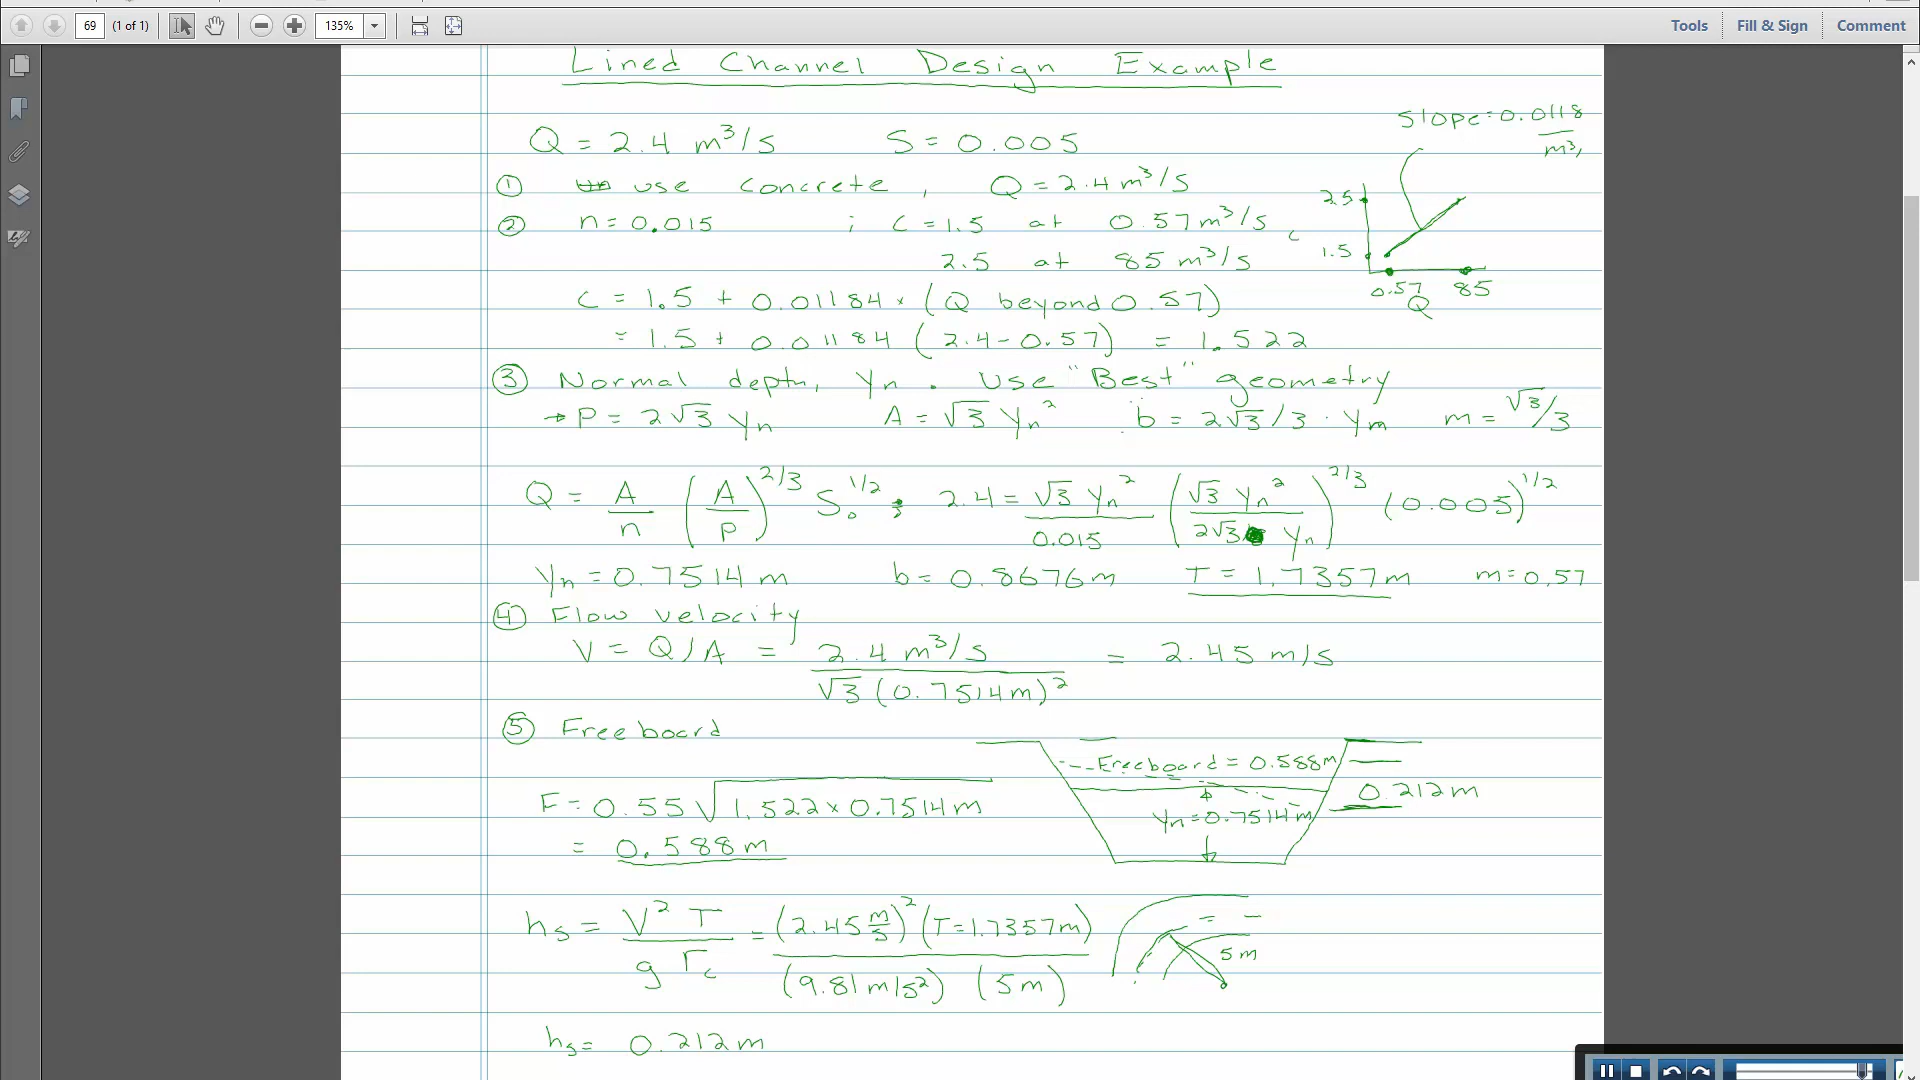 69 (1 of 1) 135% Tools Fill & Sign Comment
Lined Channel Design Example
Slope = 0.0118
m³/
Q = 2.4 m³/s S = 0.005
① use concrete , Q = 2.4 m³/s
2.5
② n = 0.015 ; C = 1.5 at 0.57 m³/s
c 1.5
2.5 at 85 m³/s
0.57 85
Q
C = 1.5 + 0.01184 × (Q beyond 0.57)
= 1.5 + 0.01184 (2.4 - 0.57) = 1.522
③ Normal depth, yn . Use "Best" geometry
→ P = 2√3 yn A = √3 yn² b = 2√3/3 · yn m = √3/3
Q = A/n (A/P)^2/3 S₀^1/2 ; 2.4 = √3 yn²/0.015 (√3 yn²/2√3 yn)^2/3 (0.005)^1/2
yn = 0.7514 m b = 0.8676 m T = 1.7357 m m = 0.57
④ Flow velocity
V = Q/A = 2.4 m³/s / √3 (0.7514m)² = 2.45 m/s
⑤ Freeboard
Freeboard = 0.588m
0.212m
yn = 0.7514 m
F = 0.55 √1.522 × 0.7514 m
= 0.588 m
hs = V² T / g rc = (2.45 m/s)² (T = 1.7357m) / (9.81 m/s²) (5m)
5 m
hs = 0.212 m